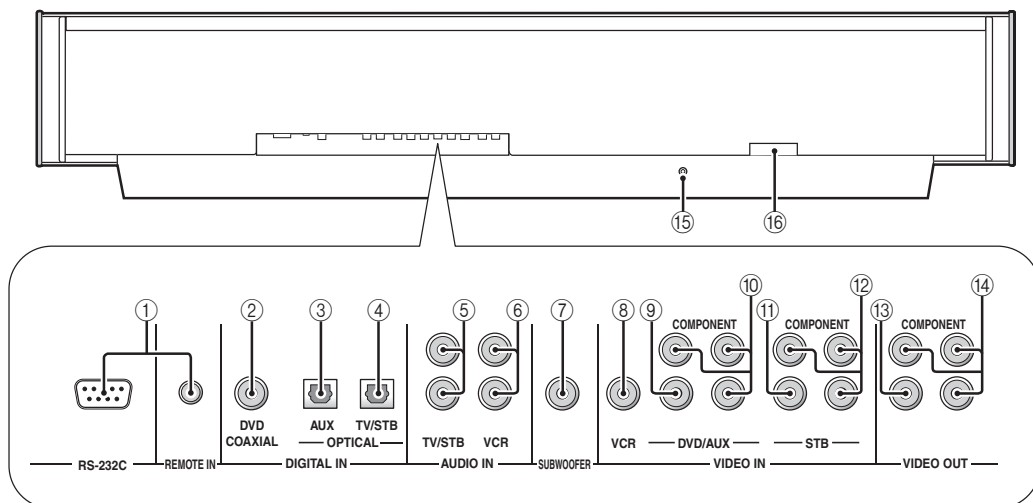 ⑮ ⑯
① ② ③ ④ ⑤ ⑥ ⑦ ⑧ ⑨ ⑩ ⑪ ⑫ ⑬ ⑭
COMPONENT COMPONENT COMPONENT
DVD AUX TV/STB
COAXIAL OPTICAL
TV/STB VCR VCR DVD/AUX STB
RS-232C REMOTE IN DIGITAL IN AUDIO IN SUBWOOFER VIDEO IN VIDEO OUT